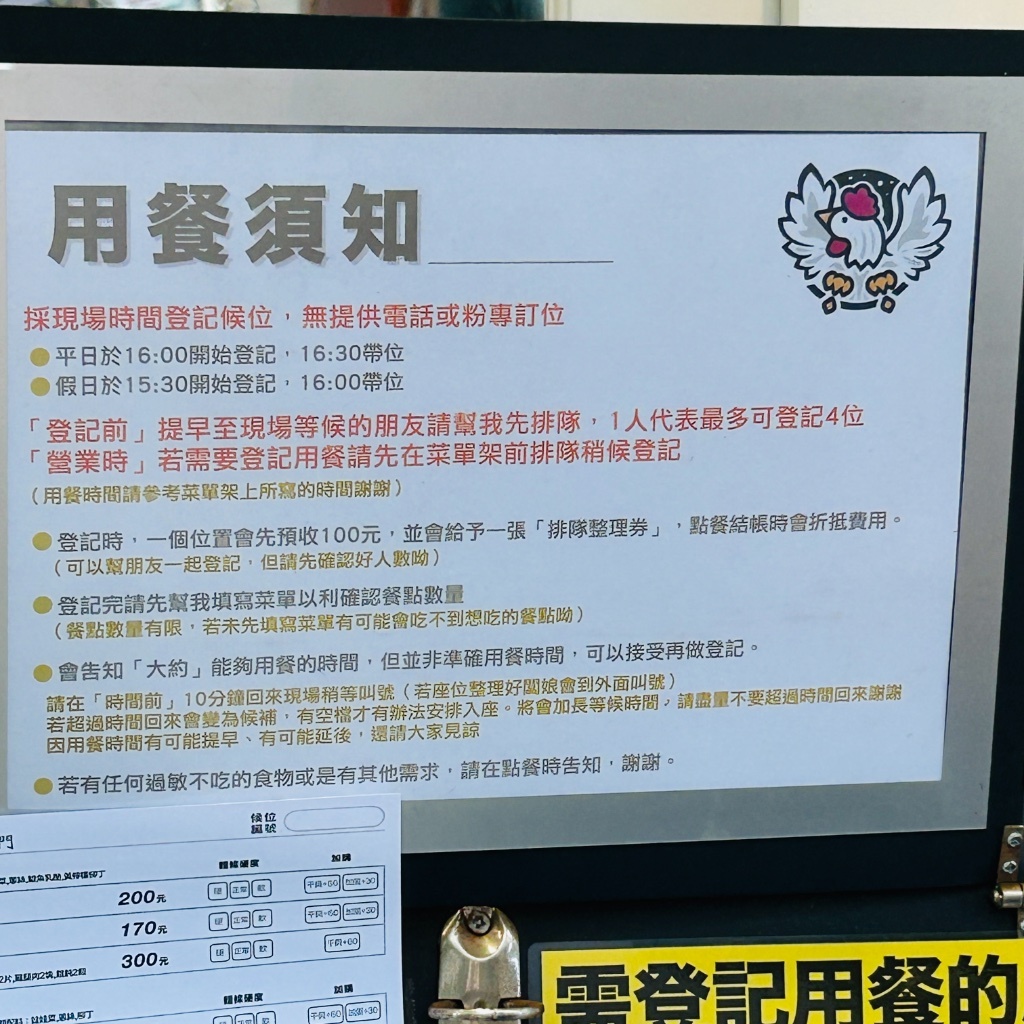 用餐須知
採現場時間登記候位，無提供電話或粉專訂位
平日於16:00開始登記，16:30帶位
假日於15:30開始登記，16:00帶位
「登記前」提早至現場等候的朋友請幫我先排隊，1人代表最多可登記4位
「營業時」若需要登記用餐請先在菜單架前排隊稍候登記
（用餐時間請參考菜單架上所寫的時間謝謝）
登記時，一個位置會先預收100元，並會給予一張「排隊整理券」，點餐結帳時會折抵費用。
（可以幫朋友一起登記，但請先確認好人數呦）
登記完請先幫我填寫菜單以利確認餐點數量
（餐點數量有限，若未先填寫菜單有可能會吃不到想吃的餐點呦）
會告知「大約」能夠用餐的時間，但並非準確用餐時間，可以接受再做登記。
請在「時間前」10分鐘回來現場稍等叫號（若座位整理好闆娘會到外面叫號）
若超過時間回來會變為候補，有空檔才有辦法安排入座。將會加長等候時間，請盡量不要超過時間回來謝謝
因用餐時間有可能提早、有可能延後，還請大家見諒
若有任何過敏不吃的食物或是有其他需求，請在點餐時告知，謝謝。
候位
編號
麵條硬度 加購
200元 硬 正常 軟
170元 硬 正常 軟
300元 硬 正常 軟
麵條硬度 加購
需登記用餐的